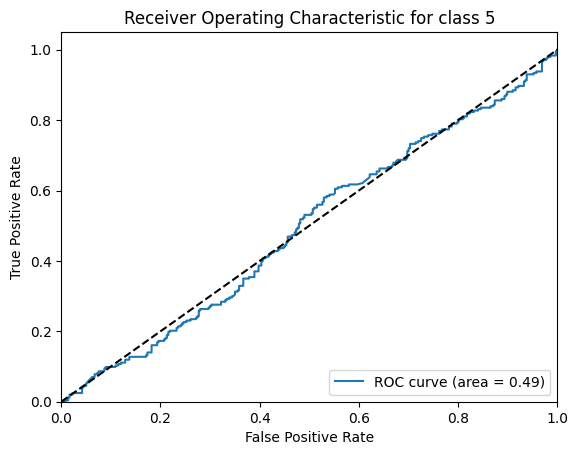 Receiver Operating Characteristic for class 5
True Positive Rate
1.0
0.8
0.6
0.4
0.2
0.0
ROC curve (area = 0.49)
0.0 0.2 0.4 0.6 0.8 1.0
False Positive Rate